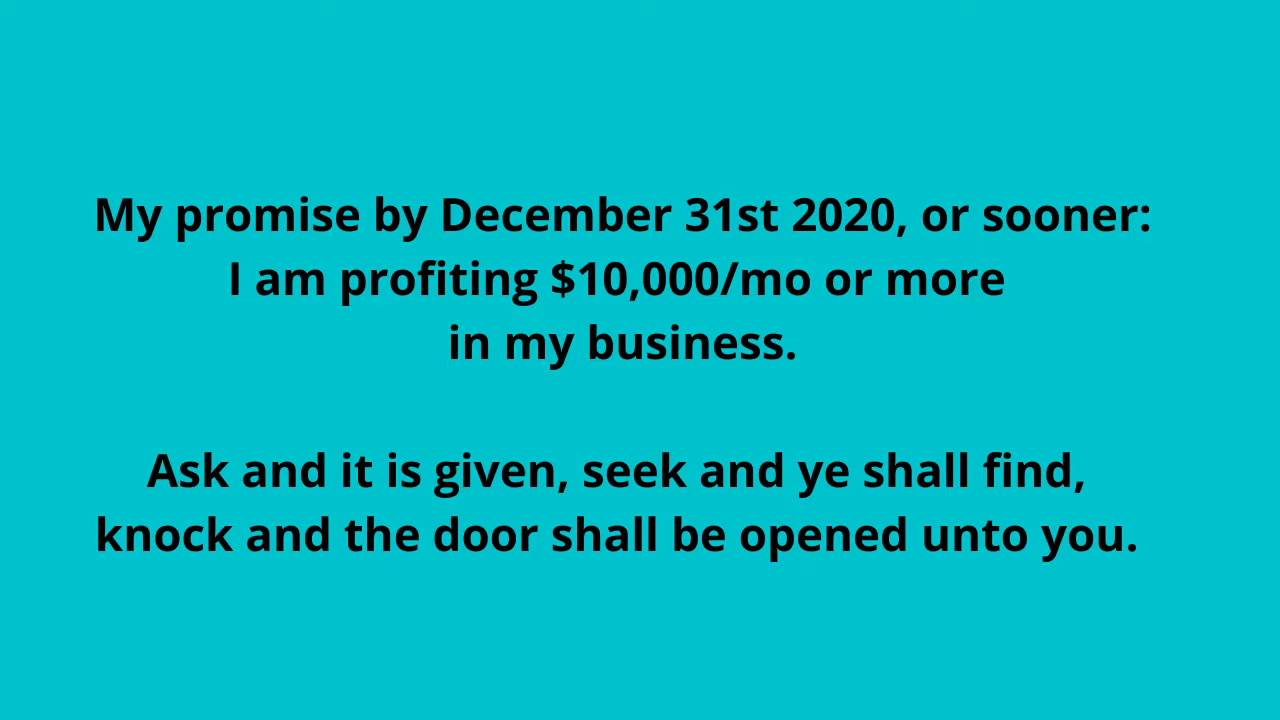 My promise by December 31st 2020, or sooner:
I am profiting $10,000/mo or more
in my business.
Ask and it is given, seek and ye shall find,
knock and the door shall be opened unto you.